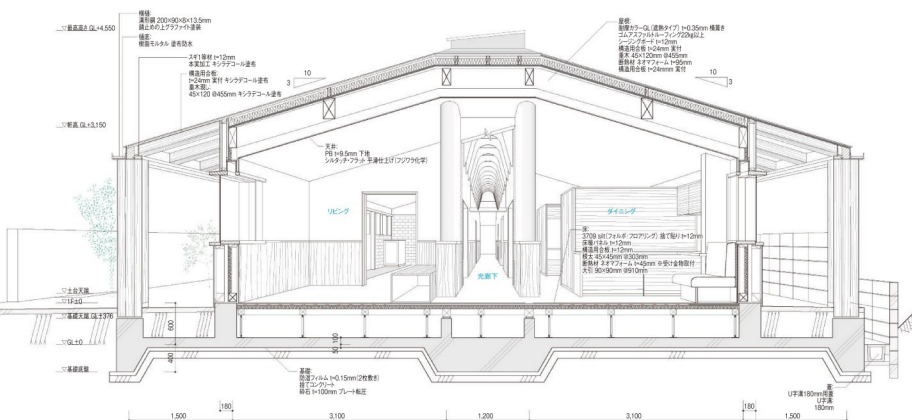 ▽最高高さ GL+4,550
樋樋:
溝形鋼 200×90×8×13.5mm
錆止めの上グラファイト塗装
樋底:
樹脂モルタル 塗布防水
スギ1等材 t=12mm
本実加工 キシラデコール塗布
構造用合板:
t=24mm 実付 キシラデコール塗布
垂木現し
45×120 @455mm キシラデコール塗布
10
3
屋根:
耐摩カラーGL(遮熱タイプ) t=0.35mm 横葺き
ゴムアスファルトルーフィング22kg以上
シージングボード t=12mm
構造用合板 t=24mm 実付
垂木 45×120mm @455mm
断熱材 ネオマフォーム t=95mm
構造用合板 t=24mmm 実付
10
3
▽軒高 GL+3,150
天井:
PB t=9.5mm 下地
シルタッチ・フラット 平滑仕上げ(フジワラ化学)
リビング
ダイニング
床:
3709 silt(フォルボ・フロアリング) 捨て貼り t=12mm
床暖パネル t=12mm
構造用合板 t=12mm
根太 45×45mm @303mm
断熱材 ネオマフォーム t=45mm ※受け金物取付
大引 90×90mm @910mm
光廊下
▽土台天端
▽1FL±0
▽基礎天端 GL+376
▽GL±0
▽基礎底盤
600
400
100
50
基礎:
防湿フィルム t=0.15mm(2枚敷き)
捨てコンクリート
砕石 t=100mm プレート転圧
蓋:
U字溝180mm用蓋
U字溝:
180mm
1,500
180
3,100
1,200
3,100
180
1,500